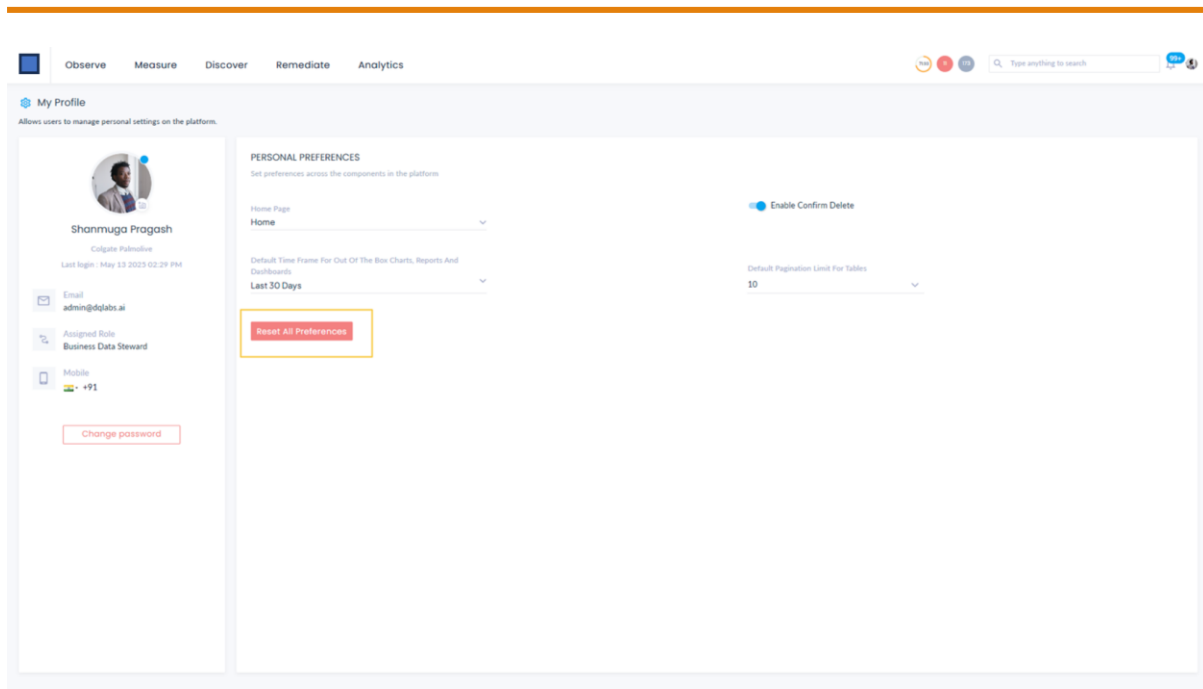 Observe Measure Discover Remediate Analytics
Type anything to search
99+
My Profile
Allows users to manage personal settings on the platform.
Shanmuga Pragash
Colgate Palmolive
Last login : May 13 2025 02:29 PM
Email
admin@dqlabs.ai
Assigned Role
Business Data Steward
Mobile
+91
Change password
PERSONAL PREFERENCES
Set preferences across the components in the platform
Home Page
Home
Enable Confirm Delete
Default Time Frame For Out Of The Box Charts, Reports And
Dashboards
Last 30 Days
Default Pagination Limit For Tables
10
Reset All Preferences